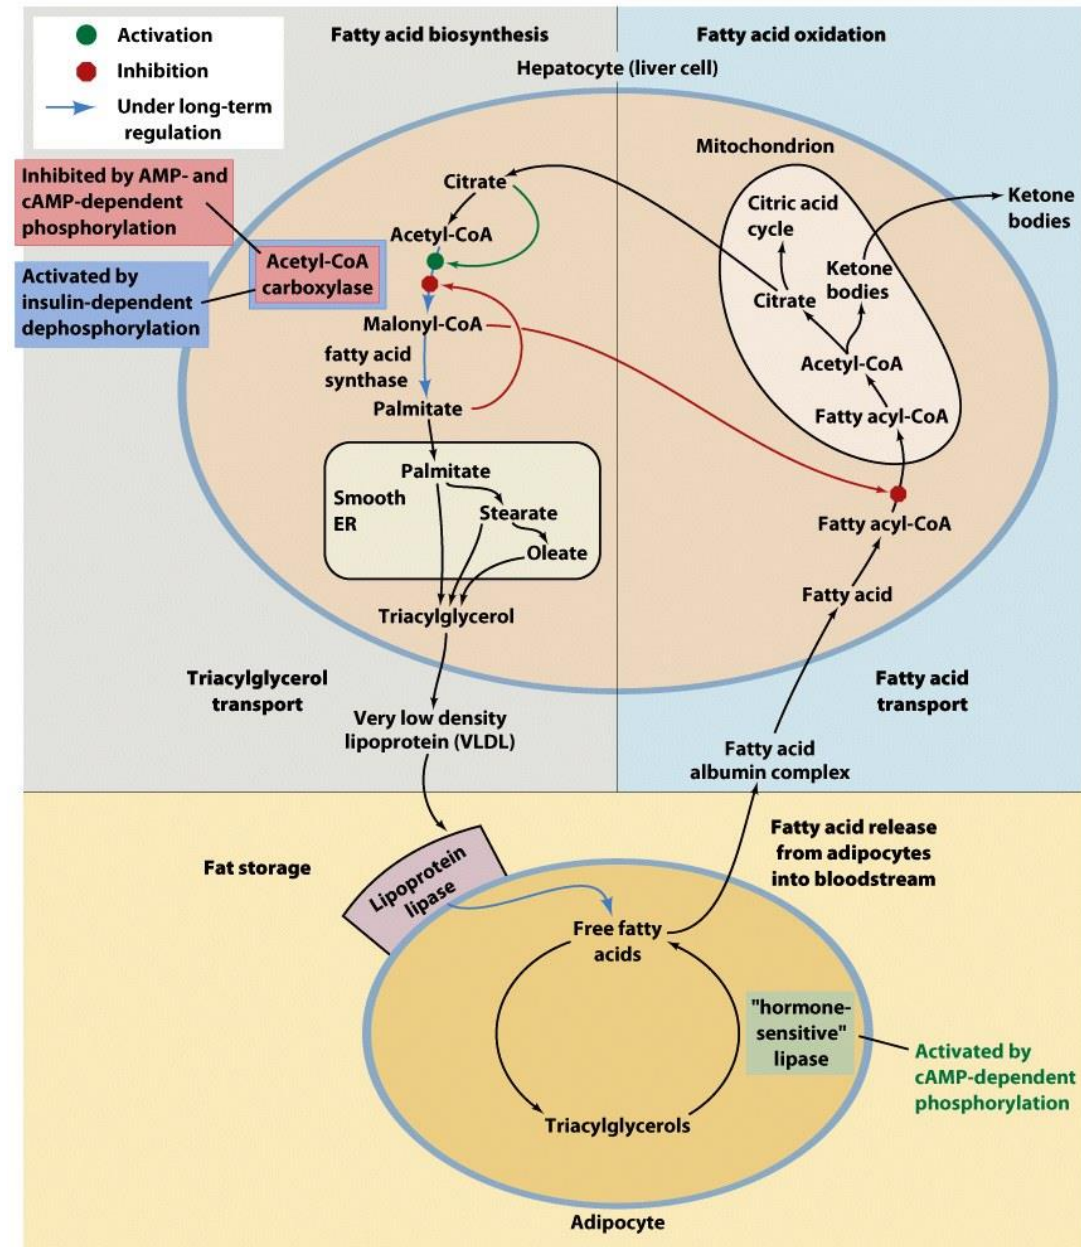 Activation
Inhibition
Under long-term
regulation
Fatty acid biosynthesis
Fatty acid oxidation
Hepatocyte (liver cell)
Inhibited by AMP- and
cAMP-dependent
phosphorylation
Activated by
insulin-dependent
dephosphorylation
Acetyl-CoA
carboxylase
Citrate
Acetyl-CoA
Malonyl-CoA
fatty acid
synthase
Palmitate
Smooth
ER
Palmitate
Stearate
Oleate
Triacylglycerol
Mitochondrion
Citric acid
cycle
Ketone
bodies
Ketone
bodies
Citrate
Acetyl-CoA
Fatty acyl-CoA
Fatty acyl-CoA
Fatty acid
Triacylglycerol
transport
Fatty acid
transport
Very low density
lipoprotein (VLDL)
Fatty acid
albumin complex
Fat storage
Lipoprotein
lipase
Fatty acid release
from adipocytes
into bloodstream
Free fatty
acids
"hormone-
sensitive"
lipase
Activated by
cAMP-dependent
phosphorylation
Triacylglycerols
Adipocyte